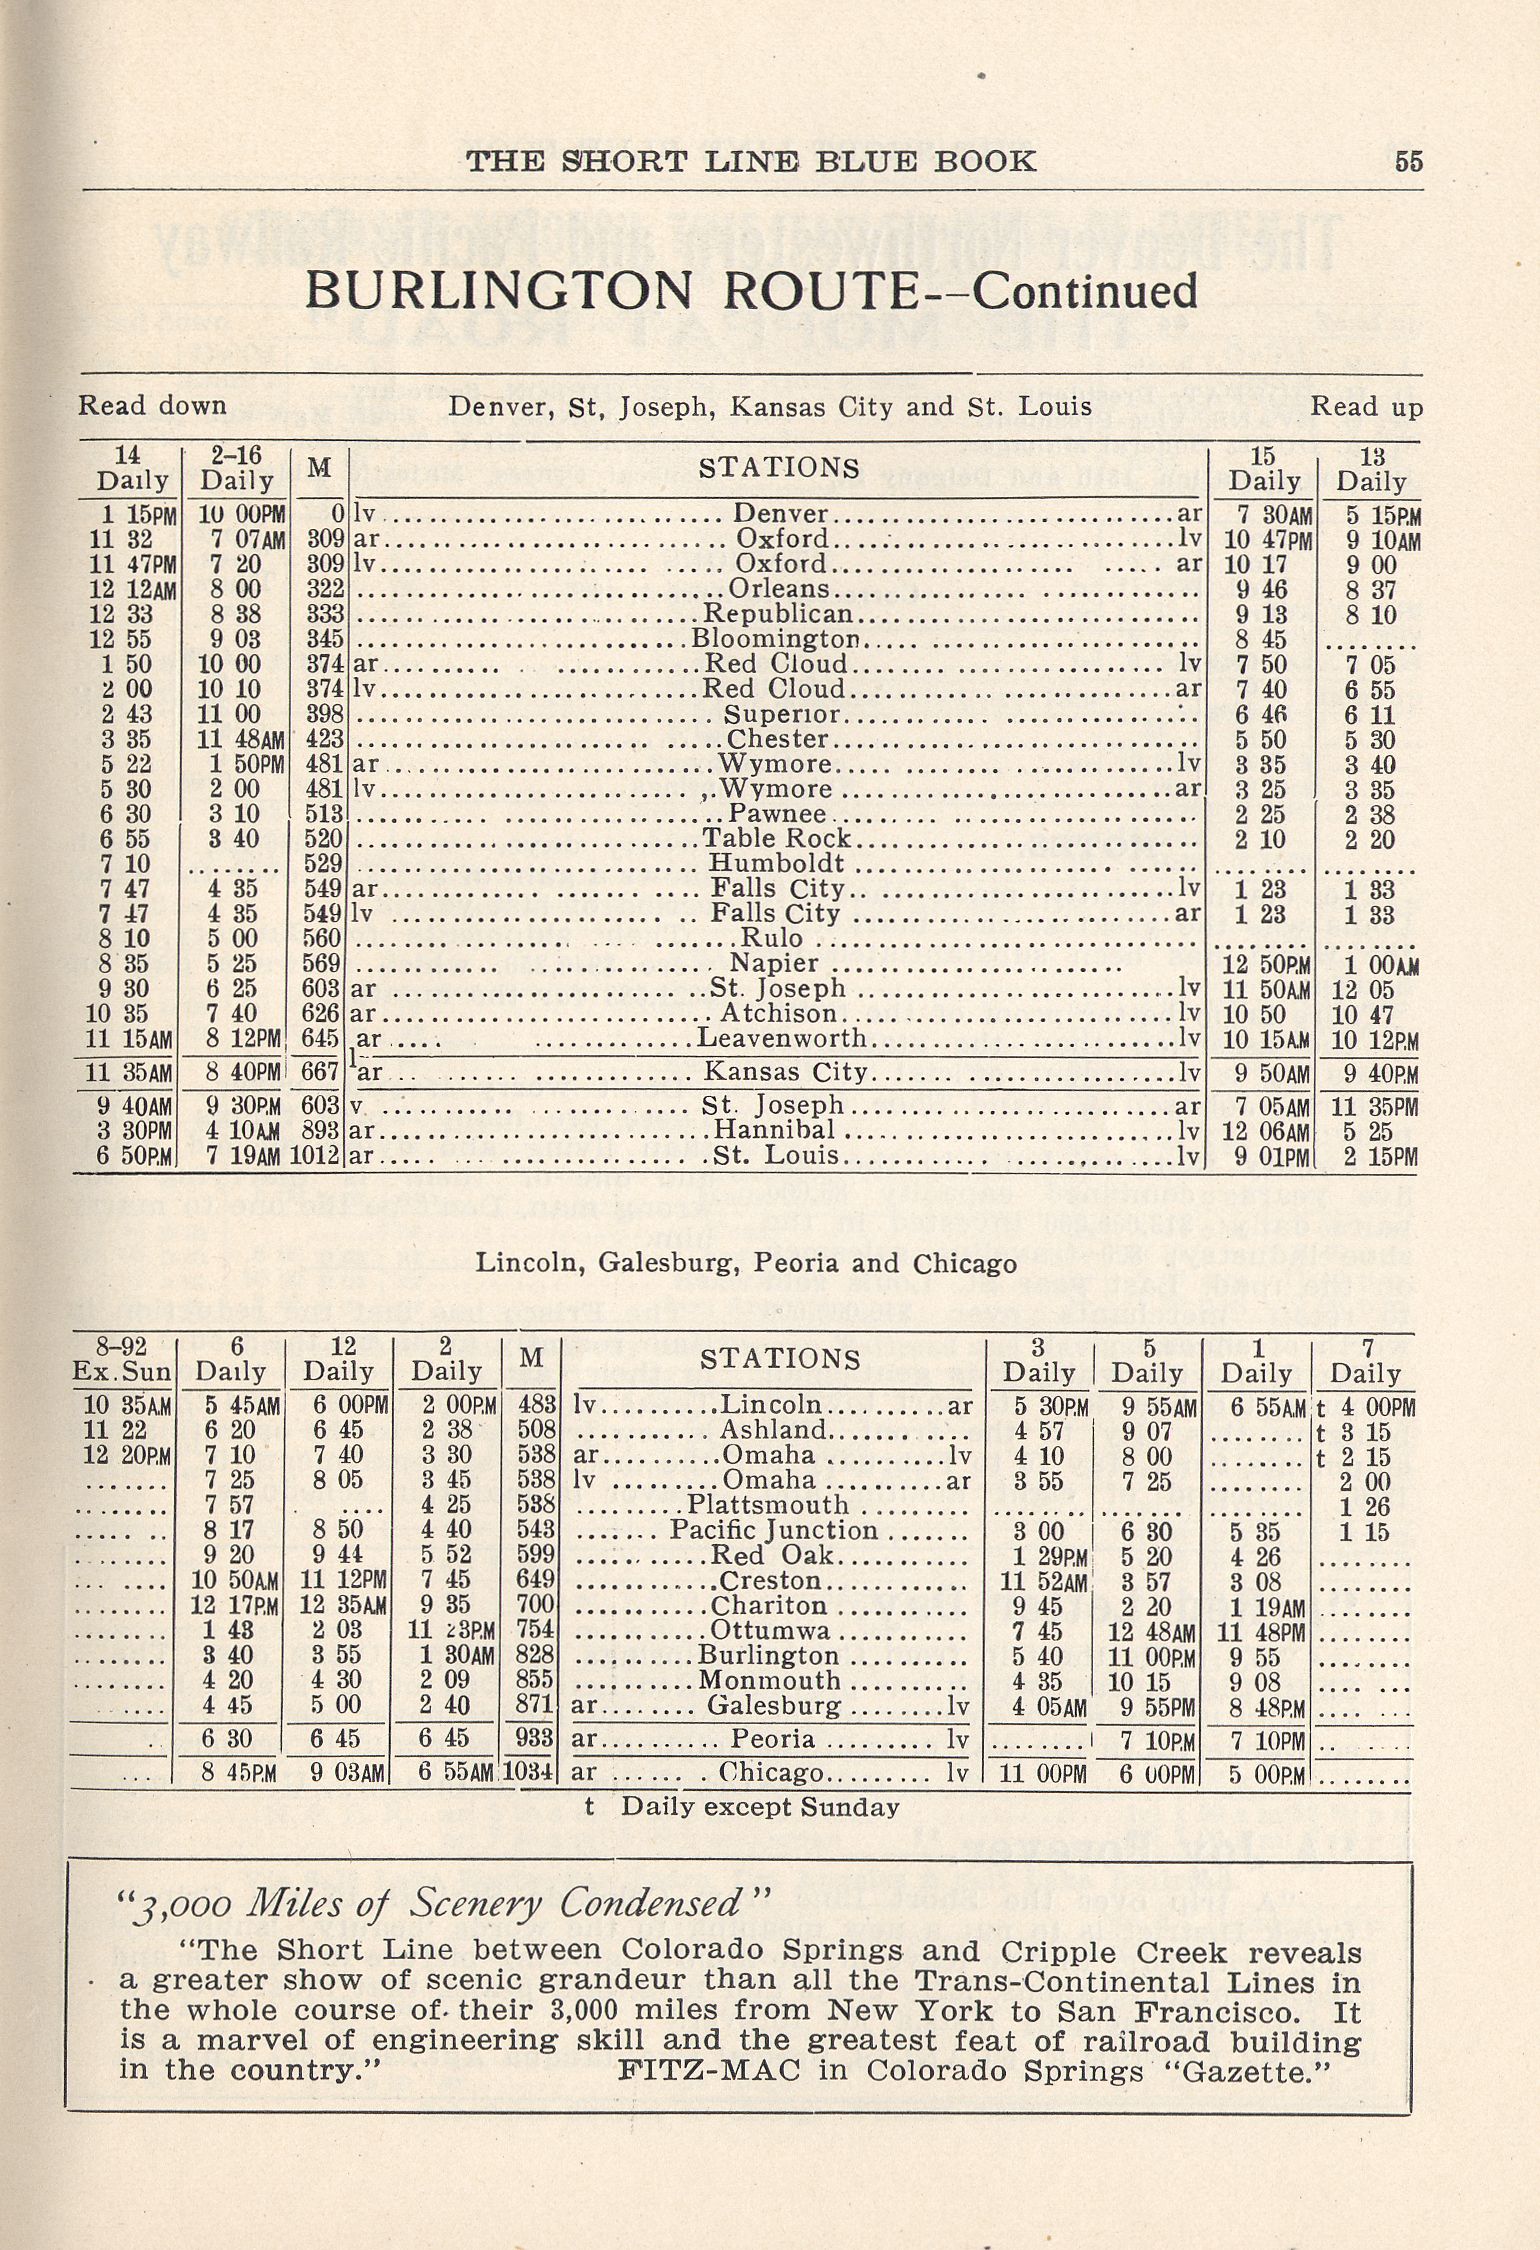 THE SHORT LINE BLUE BOOK 55
BURLINGTON ROUTE--Continued
Read down Denver, St, Joseph, Kansas City and St. Louis Read up
14 2-16 M STATIONS 15 13
Daily Daily Daily Daily
1 15PM 10 00PM 0 lv Denver ar 7 30AM 5 15P.M
11 32 7 07AM 309 ar Oxford lv 10 47PM 9 10AM
11 47PM 7 20 309 lv Oxford ar 10 17 9 00
12 12AM 8 00 322 Orleans 9 46 8 37
12 33 8 38 333 Republican 9 13 8 10
12 55 9 03 345 Bloomington 8 45 ........
1 50 10 00 374 ar Red Cloud lv 7 50 7 05
2 00 10 10 374 lv Red Cloud ar 7 40 6 55
2 43 11 00 398 Superior 6 46 6 11
3 35 11 48AM 423 Chester 5 50 5 30
5 22 1 50PM 481 ar Wymore lv 3 35 3 40
5 30 2 00 481 lv Wymore ar 3 25 3 35
6 30 3 10 513 Pawnee 2 25 2 38
6 55 3 40 520 Table Rock 2 10 2 20
7 10 ........ 529 Humboldt ........ ........
7 47 4 35 549 ar Falls City lv 1 23 1 33
7 47 4 35 549 lv Falls City ar 1 23 1 33
8 10 5 00 560 Rulo ........ ........
8 35 5 25 569 Napier 12 50P.M 1 00A.M
9 30 6 25 603 ar St. Joseph lv 11 50A.M 12 05
10 35 7 40 626 ar Atchison lv 10 50 10 47
11 15AM 8 12PM 645 ar Leavenworth lv 10 15A.M 10 12P.M
11 35AM 8 40PM 667 ar Kansas City lv 9 50AM 9 40P.M
9 40AM 9 30P.M 603 v St. Joseph ar 7 05AM 11 35PM
3 30PM 4 10A.M 893 ar Hannibal lv 12 06AM 5 25
6 50P.M 7 19AM 1012 ar St. Louis lv 9 01PM 2 15PM
Lincoln, Galesburg, Peoria and Chicago
8-92 6 12 2 M STATIONS 3 5 1 7
Ex. Sun Daily Daily Daily Daily Daily Daily Daily
10 35A.M 5 45AM 6 00PM 2 00P.M 483 lv Lincoln ar 5 30P.M 9 55AM 6 55A.M t 4 00PM
11 22 6 20 6 45 2 38 508 Ashland 4 57 9 07 ........ t 3 15
12 20P.M 7 10 7 40 3 30 538 ar Omaha lv 4 10 8 00 ........ t 2 15
........ 7 25 8 05 3 45 538 lv Omaha ar 3 55 7 25 ........ 2 00
........ 7 57 .... 4 25 538 Plattsmouth ........ ........ ........ 1 26
........ 8 17 8 50 4 40 543 Pacific Junction 3 00 6 30 5 35 1 15
........ 9 20 9 44 5 52 599 Red Oak 1 29P.M 5 20 4 26 ........
........ 10 50A.M 11 12PM 7 45 649 Creston 11 52AM 3 57 3 08 ........
........ 12 17P.M 12 35A.M 9 35 700 Chariton 9 45 2 20 1 19AM ........
........ 1 43 2 03 11 23P.M 754 Ottumwa 7 45 12 48AM 11 48PM ........
........ 3 40 3 55 1 30AM 828 Burlington 5 40 11 00P.M 9 55 ........
........ 4 20 4 30 2 09 855 Monmouth 4 35 10 15 9 08 ........
........ 4 45 5 00 2 40 871 ar Galesburg lv 4 05AM 9 55PM 8 48P.M ........
.. 6 30 6 45 6 45 933 ar Peoria lv ........ 7 10P.M 7 10PM ........
... 8 45P.M 9 03AM 6 55AM 1034 ar Chicago lv 11 00PM 6 00PM 5 00P.M ........
t Daily except Sunday
"3,000 Miles of Scenery Condensed"
"The Short Line between Colorado Springs and Cripple Creek reveals
a greater show of scenic grandeur than all the Trans-Continental Lines in
the whole course of their 3,000 miles from New York to San Francisco. It
is a marvel of engineering skill and the greatest feat of railroad building
in the country." FITZ-MAC in Colorado Springs "Gazette."